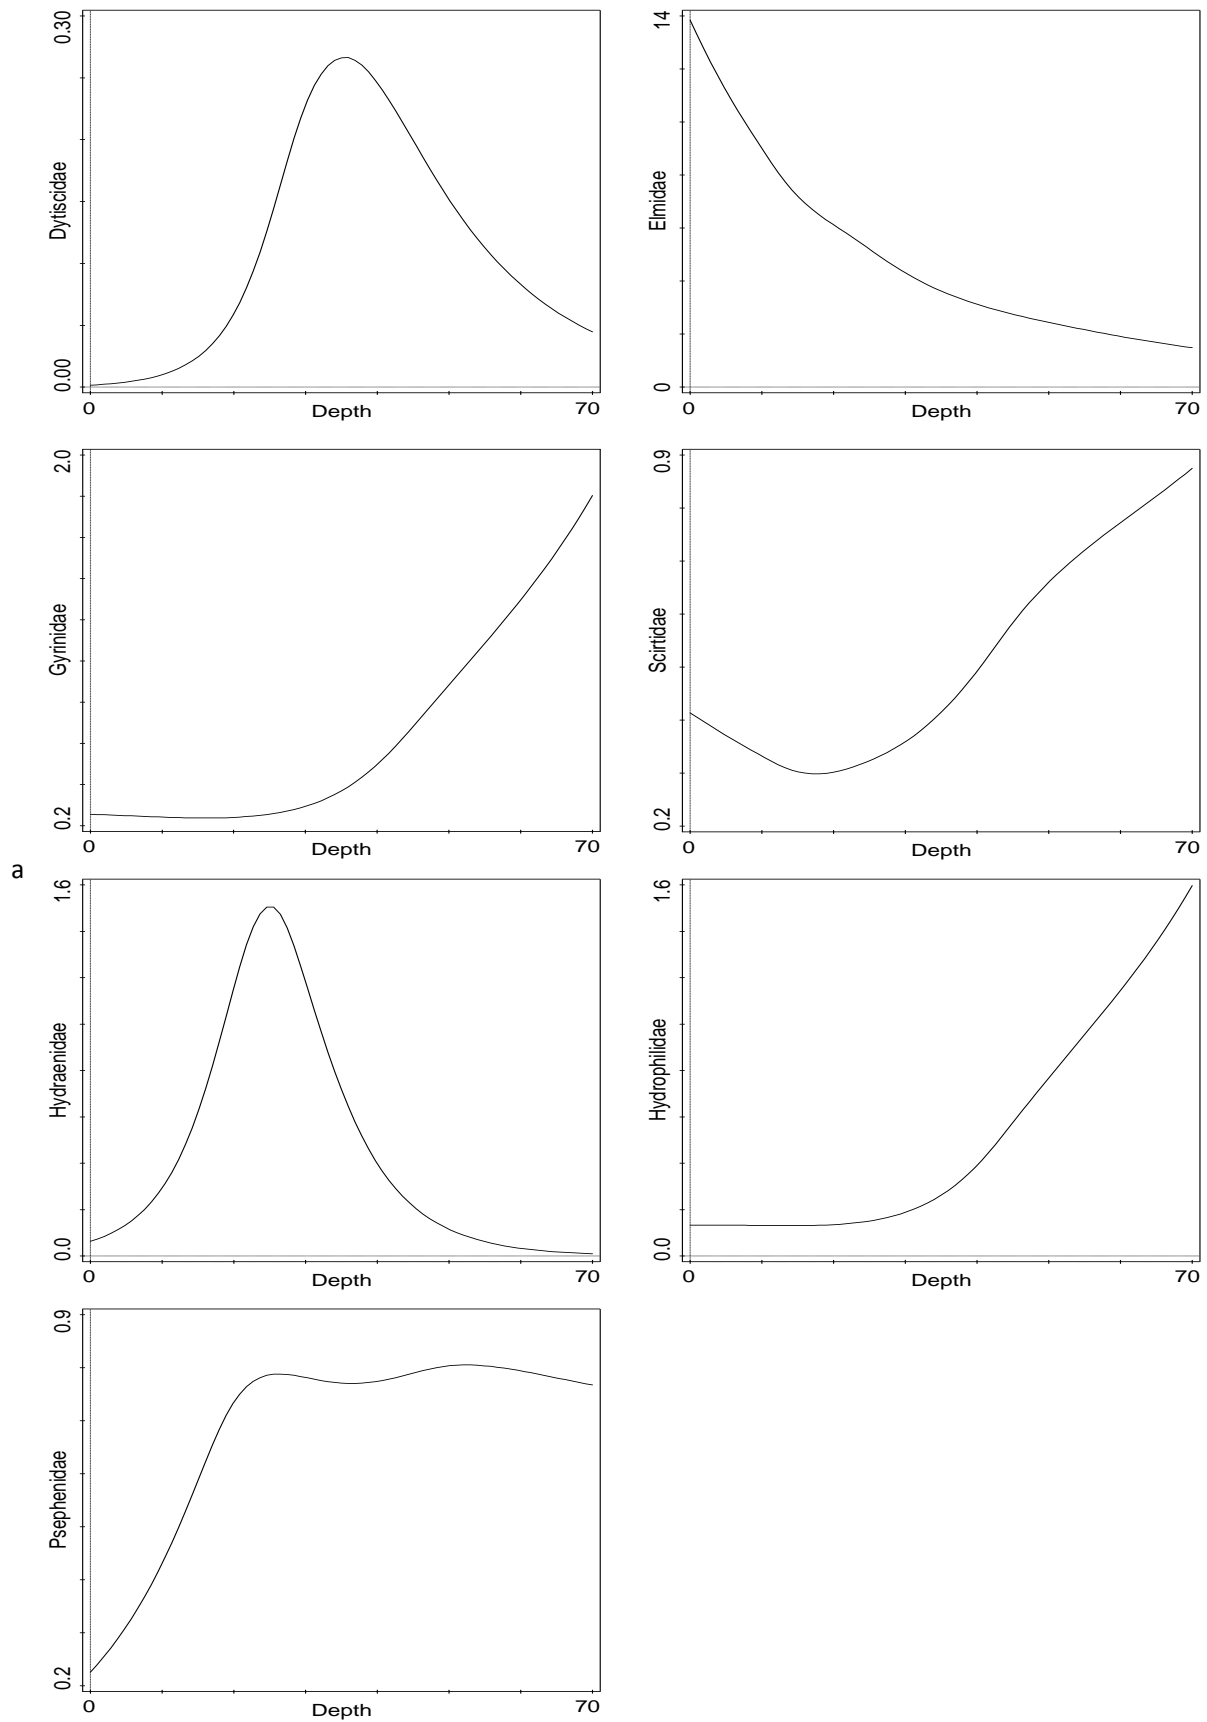 0.30
Dytiscidae
0.00
0
Depth
70
14
Elmidae
0
0
Depth
70
2.0
Gyrinidae
0.2
0
Depth
70
0.9
Scirtidae
0.2
0
Depth
70
a
1.6
Hydraenidae
0.0
0
Depth
70
1.6
Hydrophilidae
0.0
0
Depth
70
0.9
Psephenidae
0.2
0
Depth
70